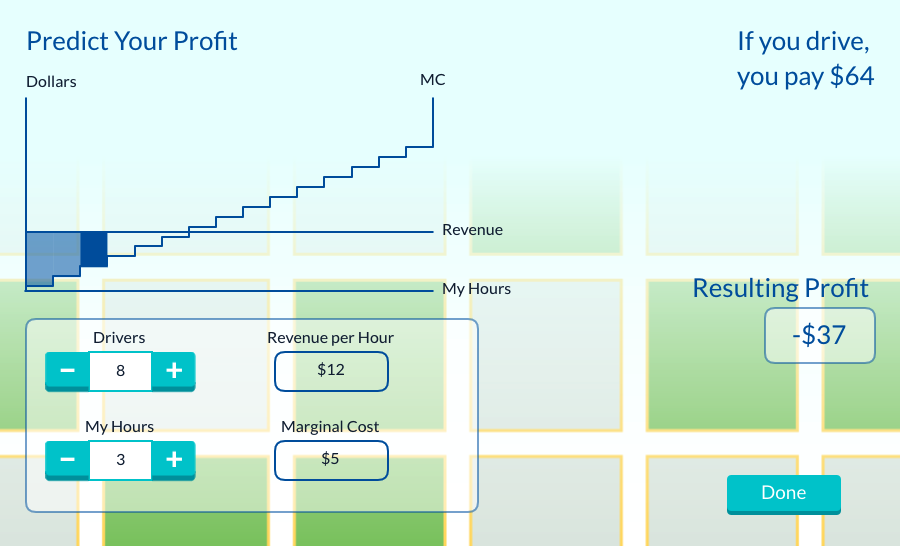 Predict Your Profit
If you drive,
you pay $64
Dollars
MC
Revenue
My Hours
Resulting Profit
-$37
Drivers
Revenue per Hour
− 8 +
$12
My Hours
Marginal Cost
− 3 +
$5
Done